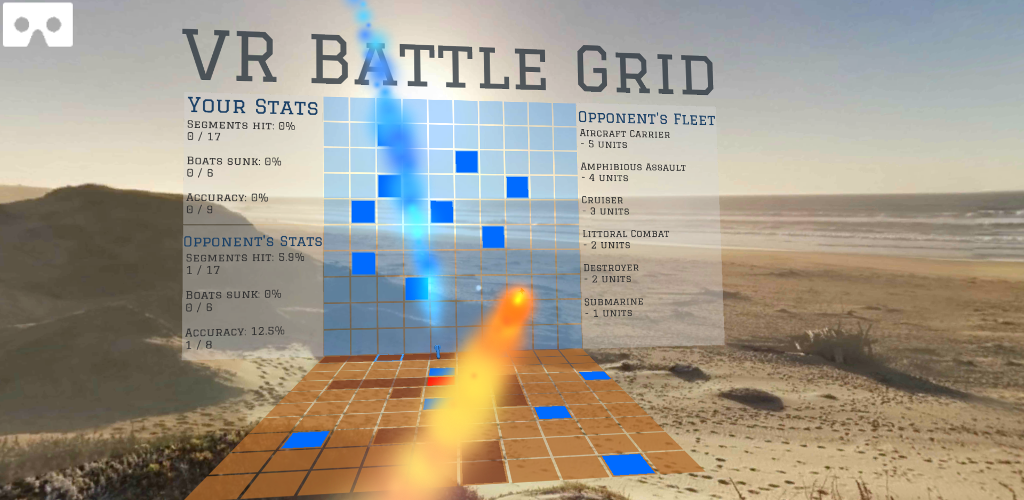 VR Battle Grid
Your Stats
Segments hit: 0%
0 / 17
Boats sunk: 0%
0 / 6
Accuracy: 0%
0 / 9
Opponent's Stats
Segments hit: 5.9%
1 / 17
Boats sunk: 0%
0 / 6
Accuracy: 12.5%
1 / 8
Opponent's Fleet
Aircraft Carrier
- 5 units
Amphibious Assault
- 4 units
Cruiser
- 3 units
Littoral Combat
- 2 units
Destroyer
- 2 units
Submarine
- 1 units